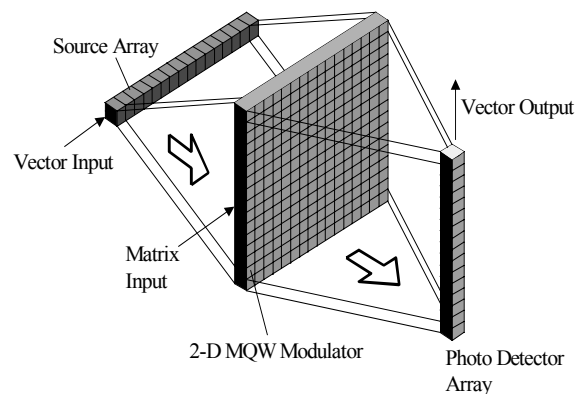 Source Array
Vector Input
Vector Output
Matrix
Input
2-D MQW Modulator
Photo Detector
Array